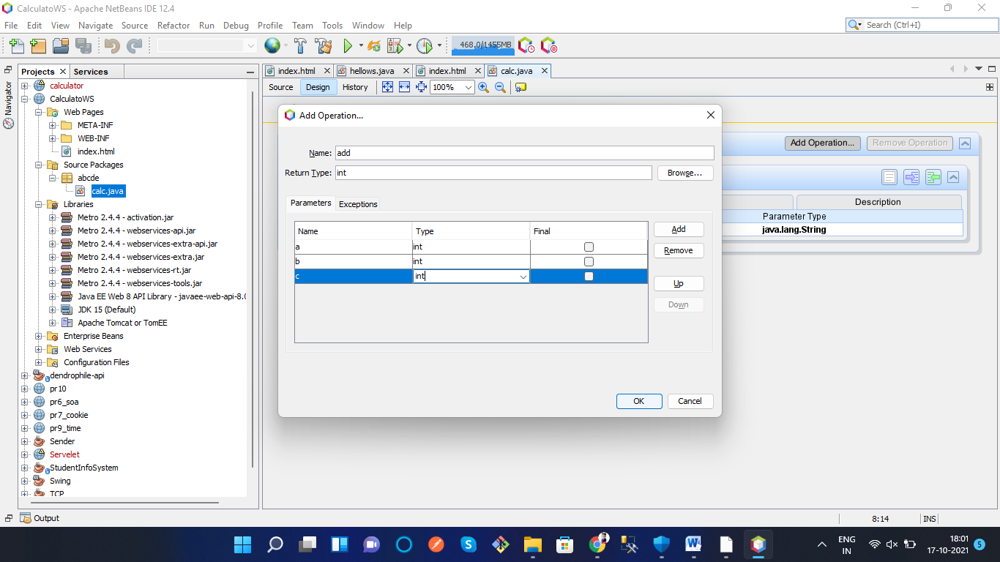 CalculatoWS - Apache NetBeans IDE 12.4
File Edit View Navigate Source Refactor Run Debug Profile Team Tools Window Help
Search (Ctrl+I)
468.0/1455MB
Projects Services
index.html hellows.java index.html calc.java
Source Design History 100%
Navigator
calculator
CalculatoWS
Web Pages
META-INF
WEB-INF
index.html
Source Packages
abcde
calc.java
Libraries
Metro 2.4.4 - activation.jar
Metro 2.4.4 - webservices-api.jar
Metro 2.4.4 - webservices-extra-api.jar
Metro 2.4.4 - webservices-extra.jar
Metro 2.4.4 - webservices-rt.jar
Metro 2.4.4 - webservices-tools.jar
Java EE Web 8 API Library - javaee-web-api-8.0
JDK 15 (Default)
Apache Tomcat or TomEE
Enterprise Beans
Web Services
Configuration Files
dendrophile-api
pr10
pr6_soa
pr7_cookie
pr9_time
Sender
Servelet
StudentInfoSystem
Swing
TCP
Add Operation...
Name: add
Return Type: int Browse...
Parameters Exceptions
Name Type Final
a int
b int
c int
Add
Remove
Up
Down
OK Cancel
Add Operation... Remove Operation
Description
Parameter Type
java.lang.String
Output
8:14 INS
ENG
IN
18:01
17-10-2021
5